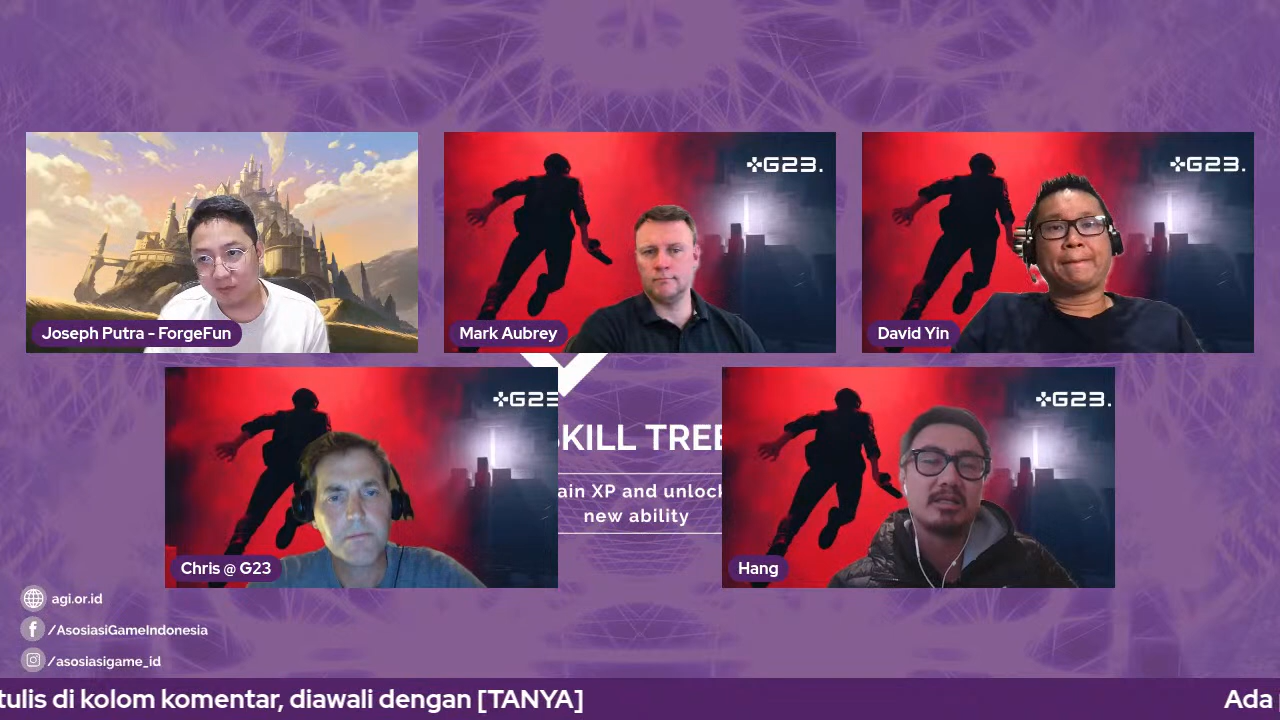 G23.
G23.
Joseph Putra - ForgeFun
Mark Aubrey
David Yin
G23
G23.
SKILL TREE
ain XP and unlock
new ability
Chris @ G23
Hang
agi.or.id
/AsosiasiGameIndonesia
/asosiasigame_id
tulis di kolom komentar, diawali dengan [TANYA]
Ada